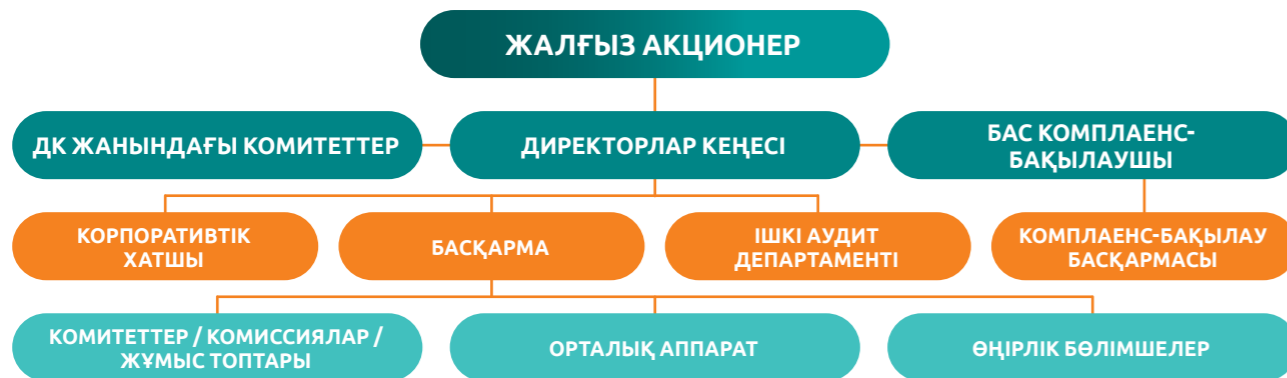 ЖАЛҒЫЗ АКЦИОНЕР
ДК ЖАНЫНДАҒЫ КОМИТЕТТЕР
ДИРЕКТОРЛАР КЕҢЕСІ
БАС КОМПЛАЕНС-
БАҚЫЛАУШЫ
КОРПОРАТИВТІК
ХАТШЫ
БАСҚАРМА
ІШКІ АУДИТ
ДЕПАРТАМЕНТІ
КОМПЛАЕНС-БАҚЫЛАУ
БАСҚАРМАСЫ
КОМИТЕТТЕР / КОМИССИЯЛАР /
ЖҰМЫС ТОПТАРЫ
ОРТАЛЫҚ АППАРАТ
ӨҢІРЛІК БӨЛІМШЕЛЕР